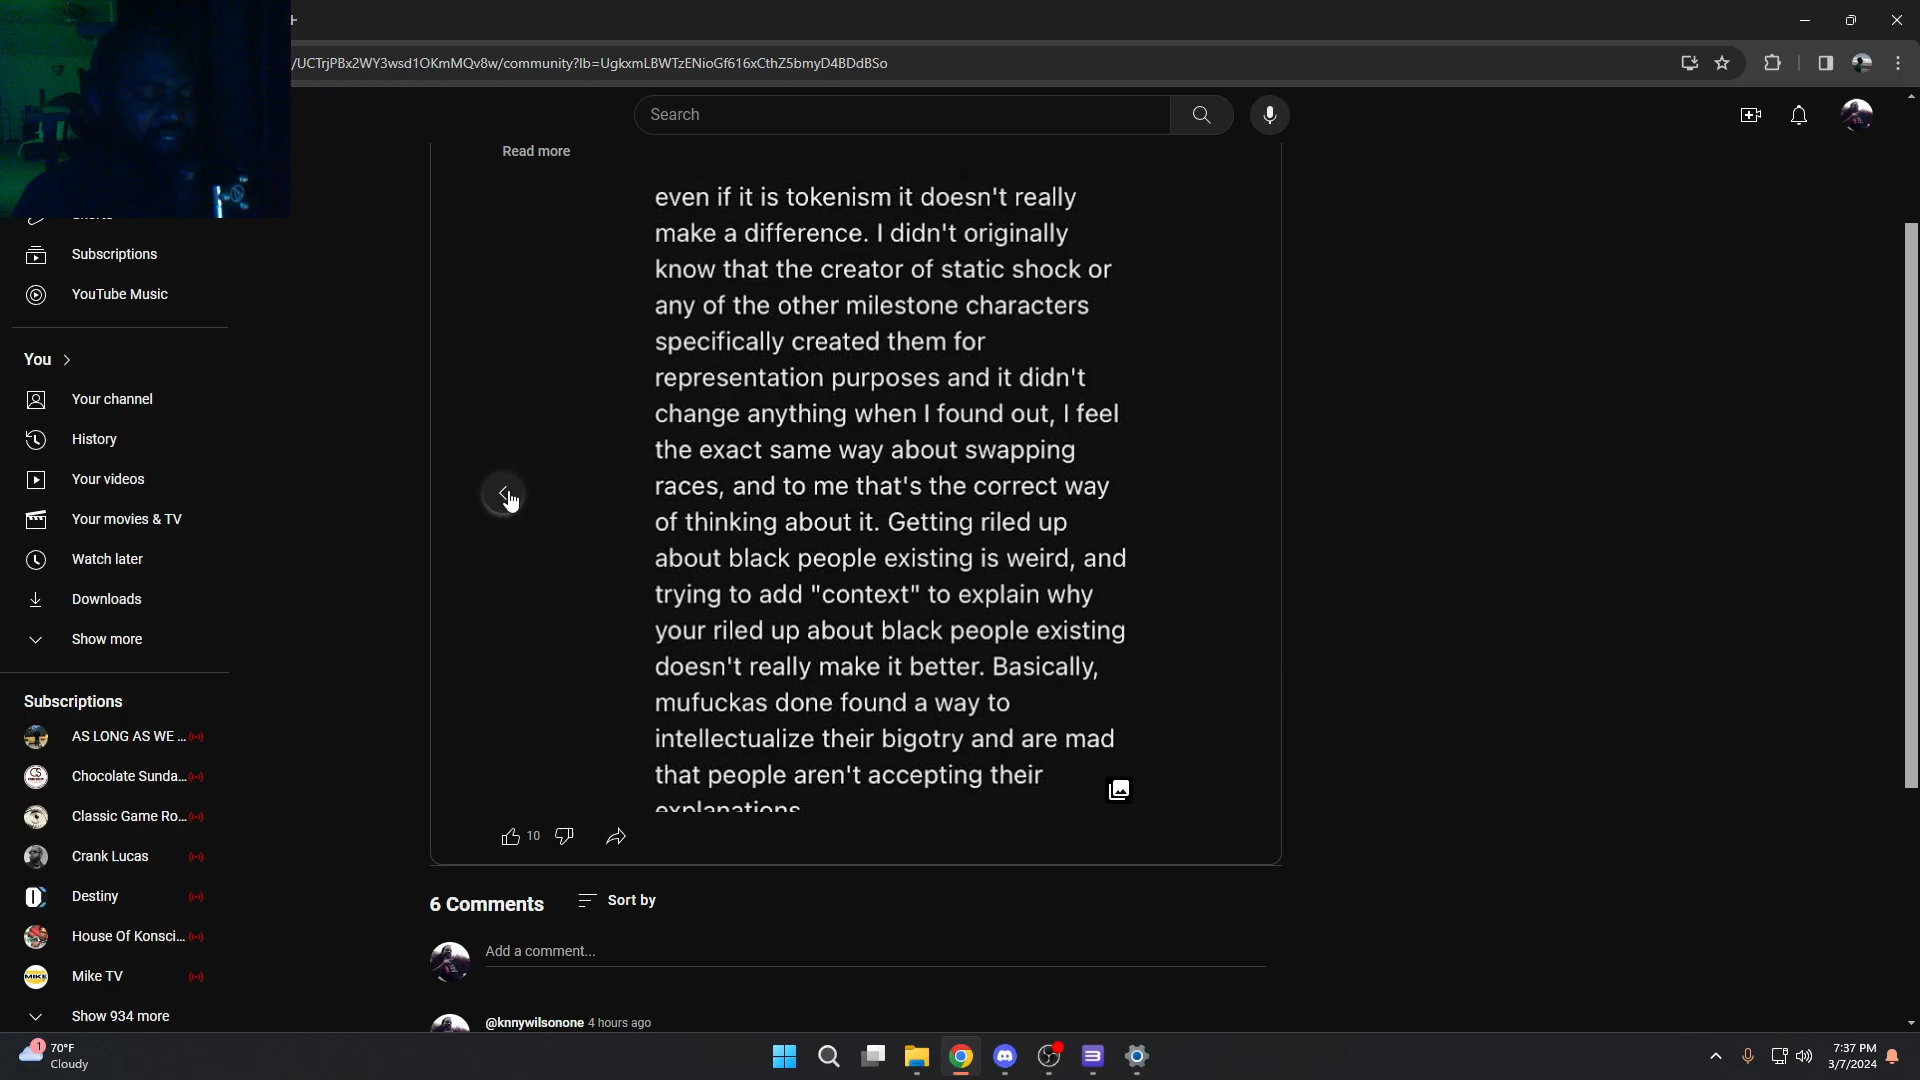 /UCTrjPBx2WY3wsd1OKmMQv8w/community?lb=UgkxmLBWTzENioGf616xCthZ5bmyD4BDdBSo
Search
Read more
even if it is tokenism it doesn't really
make a difference. I didn't originally
know that the creator of static shock or
any of the other milestone characters
specifically created them for
representation purposes and it didn't
change anything when I found out, I feel
the exact same way about swapping
races, and to me that's the correct way
of thinking about it. Getting riled up
about black people existing is weird, and
trying to add "context" to explain why
your riled up about black people existing
doesn't really make it better. Basically,
mufuckas done found a way to
intellectualize their bigotry and are mad
that people aren't accepting their
explanations
10
6 Comments
Sort by
Add a comment...
@knnywilsonone 4 hours ago
Shorts
Subscriptions
YouTube Music
You
Your channel
History
Your videos
Your movies & TV
Watch later
Downloads
Show more
Subscriptions
AS LONG AS WE ...
Chocolate Sunda...
Classic Game Ro...
Crank Lucas
Destiny
House Of Konsci...
Mike TV
Show 934 more
1
70°F
Cloudy
7:37 PM
3/7/2024